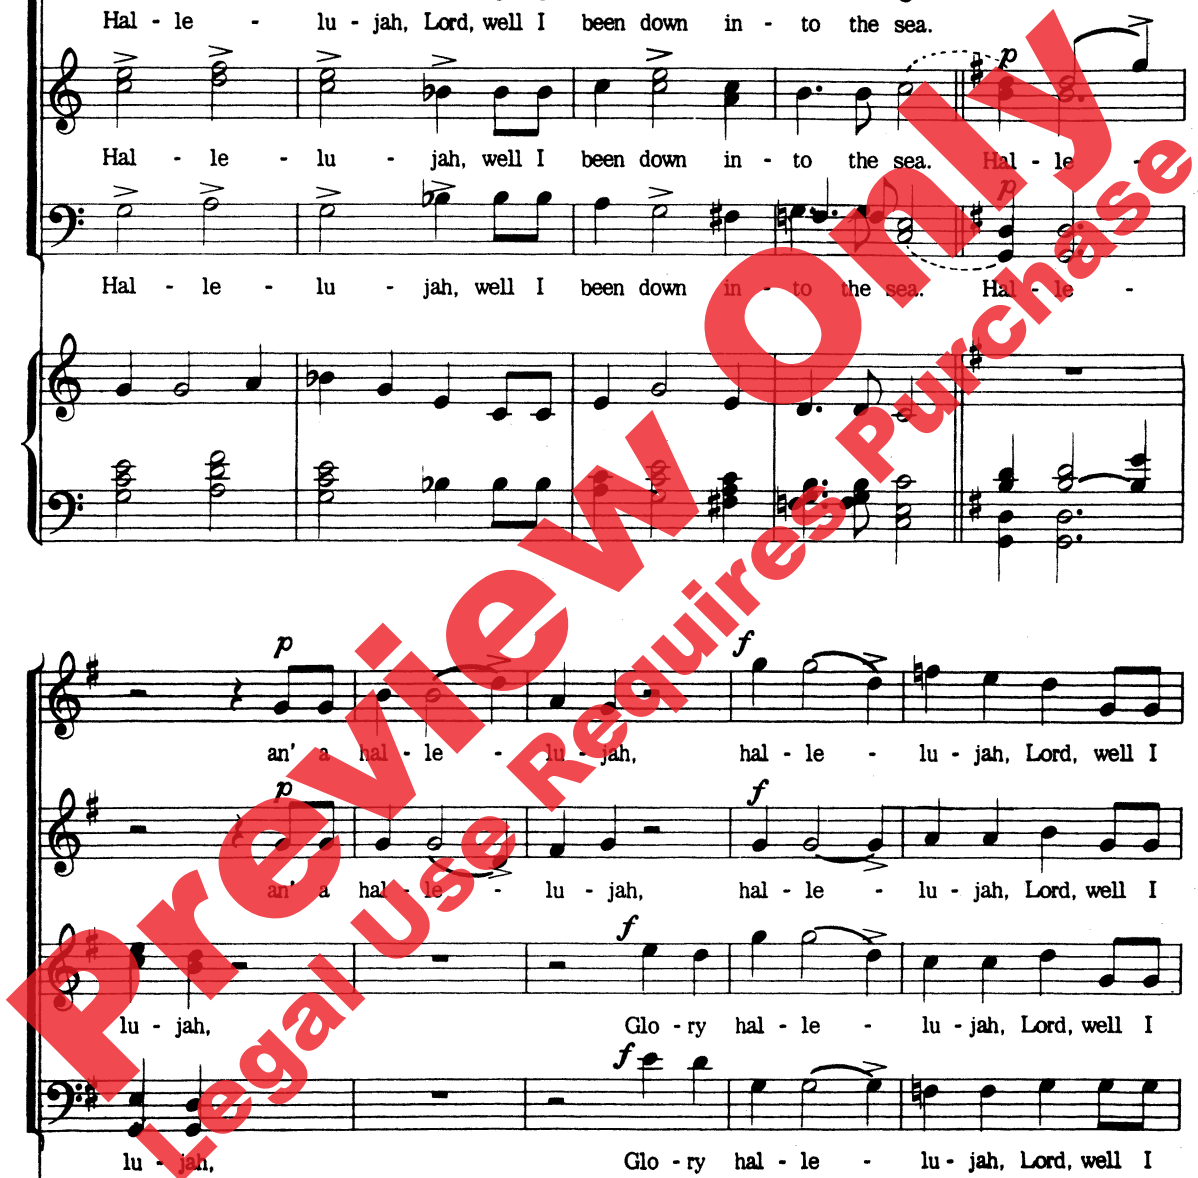 Hal - le - lu - jah, Lord, well I been down in - to the sea.
p
Hal - le - lu - jah, well I been down in - to the sea. Hal - le -
p
Hal - le - lu - jah, well I been down in - to the sea. Hal - le -
p
f
an' a hal - le - lu - jah, hal - le - lu - jah, Lord, well I
p
f
an' a hal - le - lu - jah, hal - le - lu - jah, Lord, well I
f
lu - jah, Glo - ry hal - le - lu - jah, Lord, well I
f
lu - jah, Glo - ry hal - le - lu - jah, Lord, well I
Preview Only
Legal Use Requires Purchase